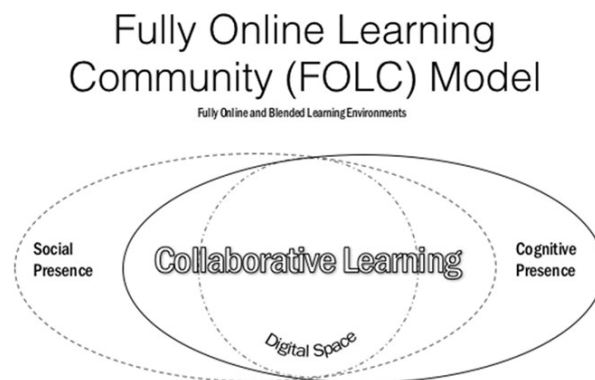 Fully Online Learning
Community (FOLC) Model
Fully Online and Blended Learning Environments
Social
Presence
Collaborative Learning
Cognitive
Presence
Digital Space